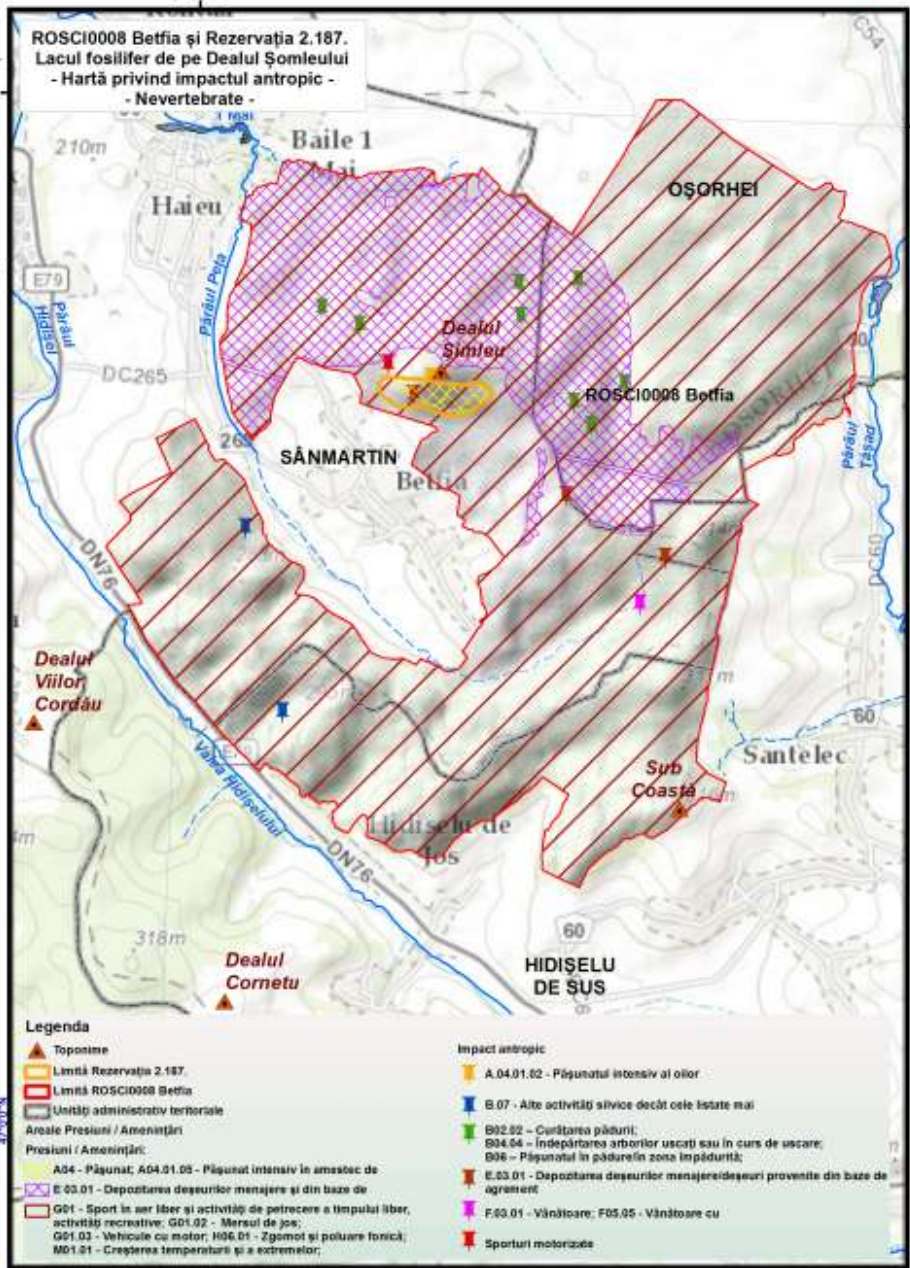 ROSCI0008 Betfia și Rezervația 2.187.
Lacul fosilifer de pe Dealul Șomleului
- Hartă privind impactul antropic -
- Nevertebrate -
210m
Baile 1
Mai
Haieu
OȘORHEI
C54
E79
Pârâul
Hidișel
Pârâul Peța
DC265
Dealul
Șimleu
ROSCI0008 Betfia
OSORHEI
SÂNMARTIN
Betfia
Pârâul
Tășad
DC60
DN76
Dealul
Viilor,
Cordău
Valea Hidișelului
60
Santelec
Sub
Coastă
Hidiselu de
Jos
DN76
318m
60
Dealul
Cornetu
HIDIȘELU
DE SUS
Legenda
Toponime
Limită Rezervația 2.187.
Limită ROSCI0008 Betfia
Unități administrativ teritoriale
Areale Presiuni / Amenințări
Presiuni / Amenințări:
A04 - Pășunat; A04.01.05 - Pășunat intensiv în amestec de
E 03.01 - Depozitarea deșeurilor menajere și din baze de
G01 - Sport în aer liber și activități de petrecere a timpului liber,
activități recreative; G01.02 - Mersul de jos;
G01.03 - Vehicule cu motor; H06.01 - Zgomot și poluare fonică;
M01.01 - Creșterea temperaturii și a extremelor;
Impact antropic
A.04.01.02 - Pășunatul intensiv al oilor
B.07 - Alte activități silvice decât cele listate mai
B02.02 – Curățarea pădurii;
B04.04 – Îndepărtarea arborilor uscați sau în curs de uscare;
B06 – Pășunatul în pădure/în zona împădurită;
E.03.01 - Depozitarea deșeurilor menajere/deșeuri provenite din baze de
agrement
F.03.01 - Vânătoare; F05.05 - Vânătoare cu
Sporturi motorizate